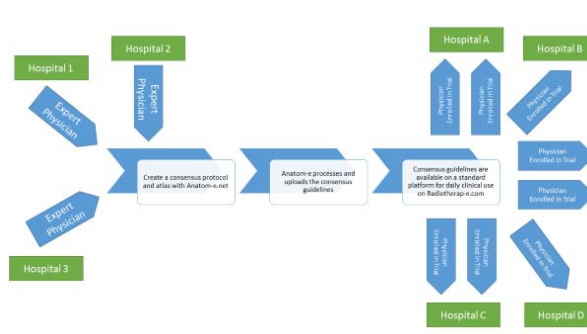 Hospital A
Hospital 2
Hospital B
Hospital 1
Expert
Physician
Expert
Physician
Physician
Enrolled in Trial
Physician
Enrolled in Trial
Physician
Enrolled in Trial
Expert
Physician
Create a consensus protocol
and atlas with Anatom-e.net
Anatom-e processes and
uploads the consensus
guidelines
Consensus guidelines are
available on a standard
platform for daily clinical use
on Radiotherap-e.com
Physician
Enrolled in Trial
Physician
Enrolled in Trial
Hospital 3
Physician
Enrolled in Trial
Physician
Enrolled in Trial
Physician
Enrolled in Trial
Hospital C
Hospital D